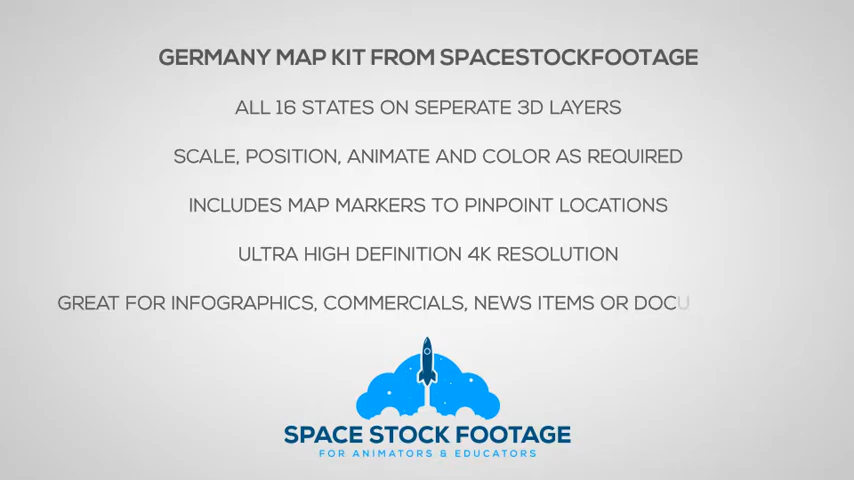 GERMANY MAP KIT FROM SPACESTOCKFOOTAGE
ALL 16 STATES ON SEPERATE 3D LAYERS
SCALE, POSITION, ANIMATE AND COLOR AS REQUIRED
INCLUDES MAP MARKERS TO PINPOINT LOCATIONS
ULTRA HIGH DEFINITION 4K RESOLUTION
GREAT FOR INFOGRAPHICS, COMMERCIALS, NEWS ITEMS OR DOCU
SPACE STOCK FOOTAGE
FOR ANIMATORS & EDUCATORS